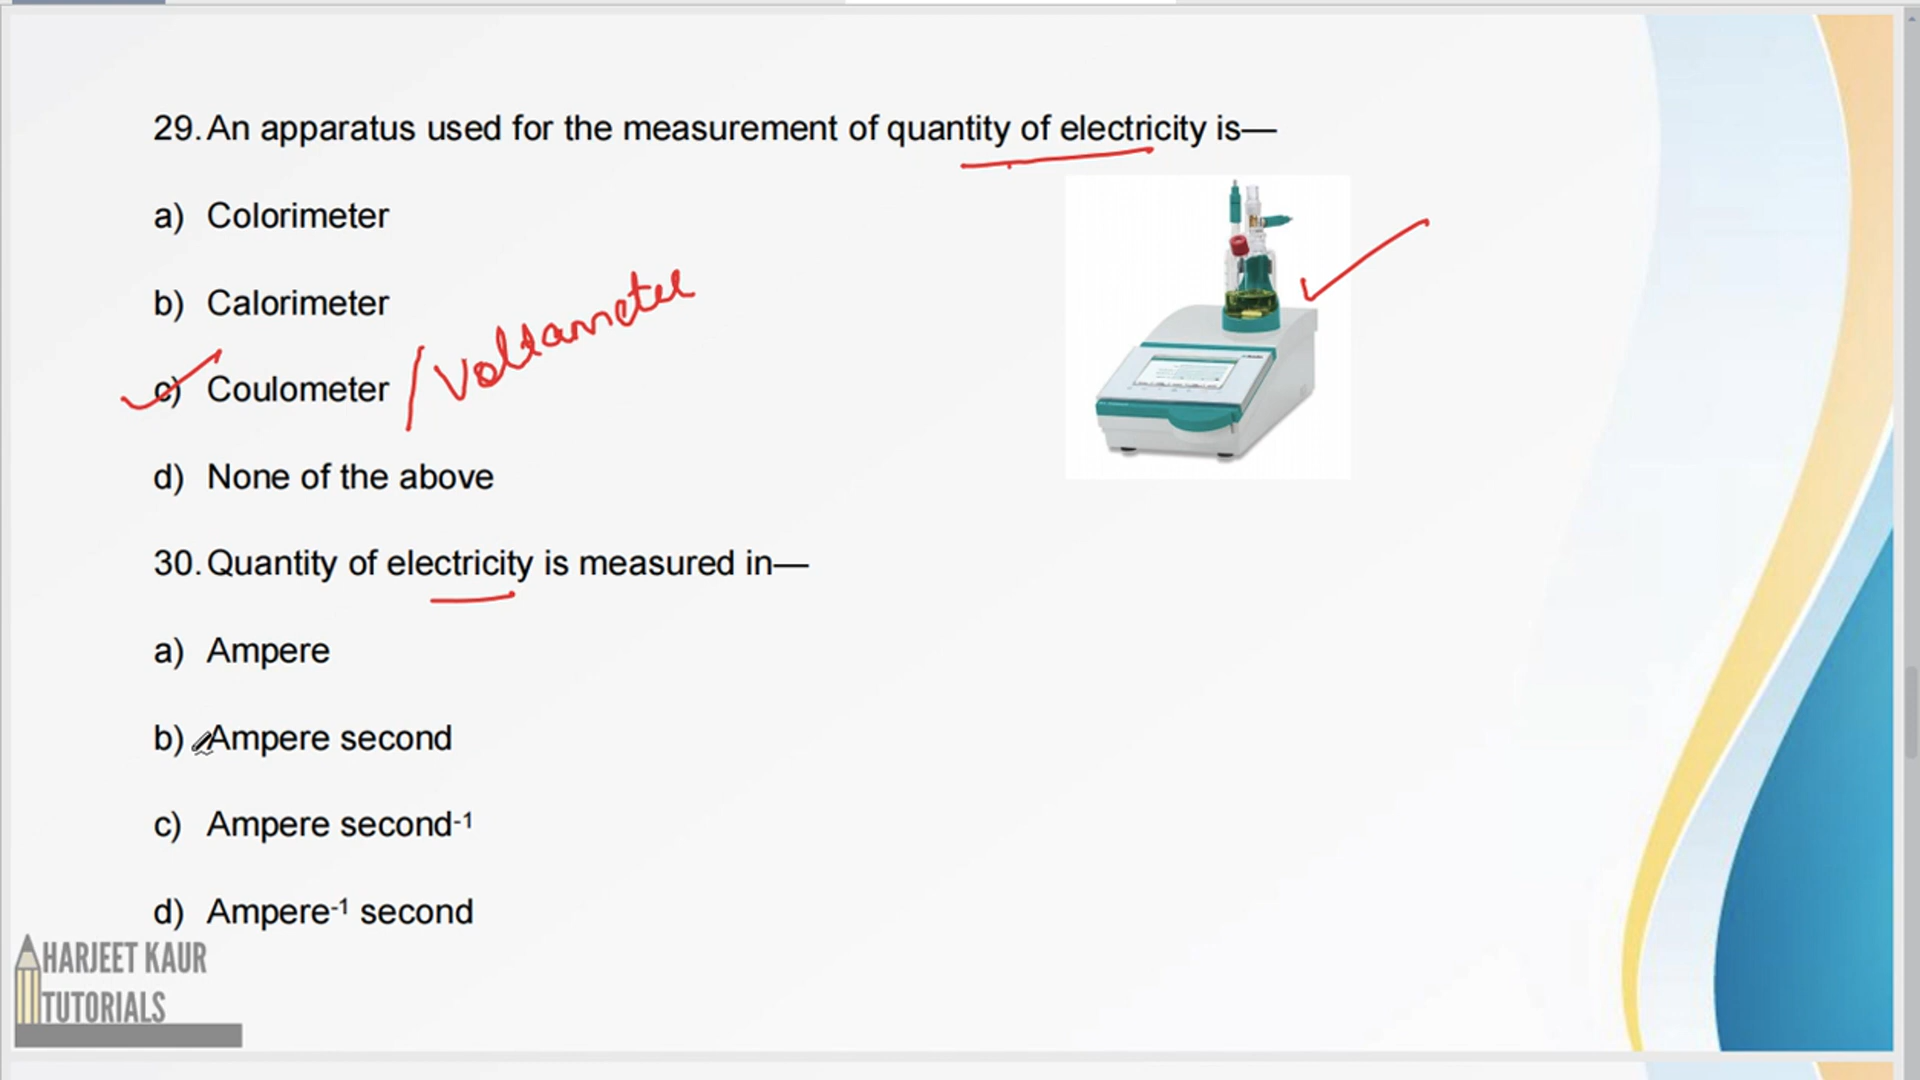 29. An apparatus used for the measurement of quantity of electricity is—
a) Colorimeter
b) Calorimeter
c) Coulometer / Voltameter
d) None of the above
30. Quantity of electricity is measured in—
a) Ampere
b) Ampere second
c) Ampere second⁻¹
d) Ampere⁻¹ second
HARJEET KAUR
TUTORIALS